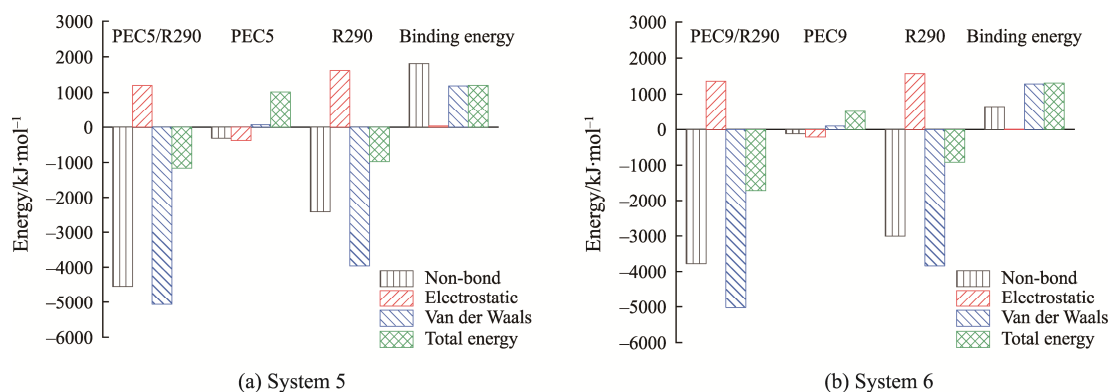 3000
2000
1000
0
−1000
−2000
−3000
−4000
−5000
−6000
Energy/kJ·mol⁻¹
PEC5/R290 PEC5 R290 Binding energy
Non-bond
Electrostatic
Van der Waals
Total energy
(a) System 5
3000
2000
1000
0
−1000
−2000
−3000
−4000
−5000
−6000
Energy/kJ·mol⁻¹
PEC9/R290 PEC9 R290 Binding energy
Non-bond
Electrostatic
Van der Waals
Total energy
(b) System 6